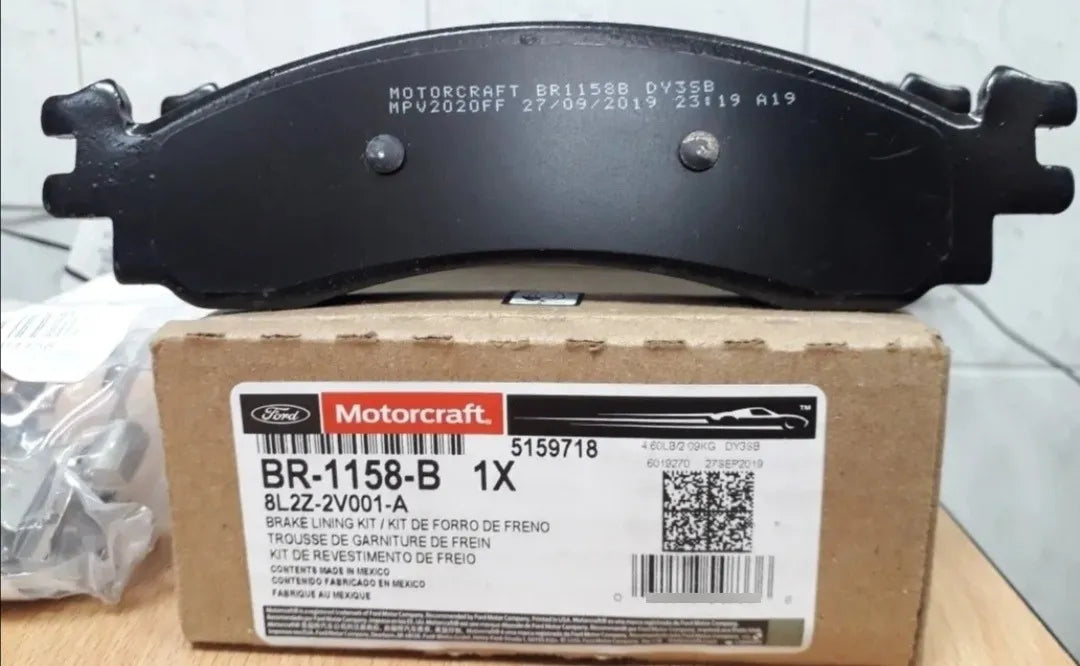 MOTORCRAFT BR1158B DY3SB
MPV2020FF 27/09/2019 23:19 A19
Ford Motorcraft® ™
5159718
4.60LB/2.09KG DY3SB
BR-1158-B 1X
6019270 27SEP2019
8L2Z-2V001-A
BRAKE LINING KIT / KIT DE FORRO DE FRENO
TROUSSE DE GARNITURE DE FREIN
KIT DE REVESTIMENTO DE FREIO
CONTENTS MADE IN MEXICO
CONTENIDO FABRICADO EN MEXICO
FABRIQUE AU MEXIQUE